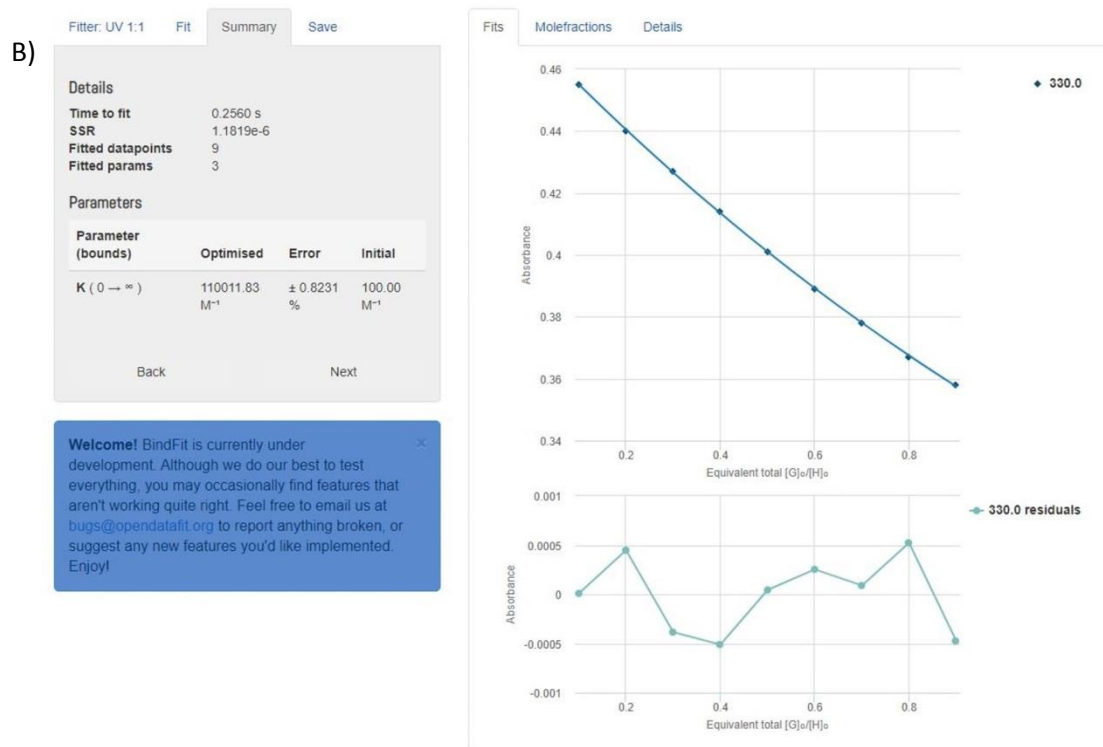 B)
Fitter: UV 1:1 Fit Summary Save
Details
Time to fit 0.2560 s
SSR 1.1819e-6
Fitted datapoints 9
Fitted params 3
Parameters
Parameter (bounds) Optimised Error Initial
K ( 0 → ∞ ) 110011.83 M⁻¹ ± 0.8231 % 100.00 M⁻¹
Back Next
Welcome! BindFit is currently under
development. Although we do our best to test
everything, you may occasionally find features that
aren't working quite right. Feel free to email us at
bugs@opendatafit.org to report anything broken, or
suggest any new features you'd like implemented.
Enjoy!
×
Fits Molefractions Details
0.46
0.44
0.42
0.4
0.38
0.36
0.34
Absorbance
0.2 0.4 0.6 0.8
Equivalent total [G]₀/[H]₀
330.0
0.001
0.0005
0
-0.0005
-0.001
Absorbance
0.2 0.4 0.6 0.8
Equivalent total [G]₀/[H]₀
330.0 residuals